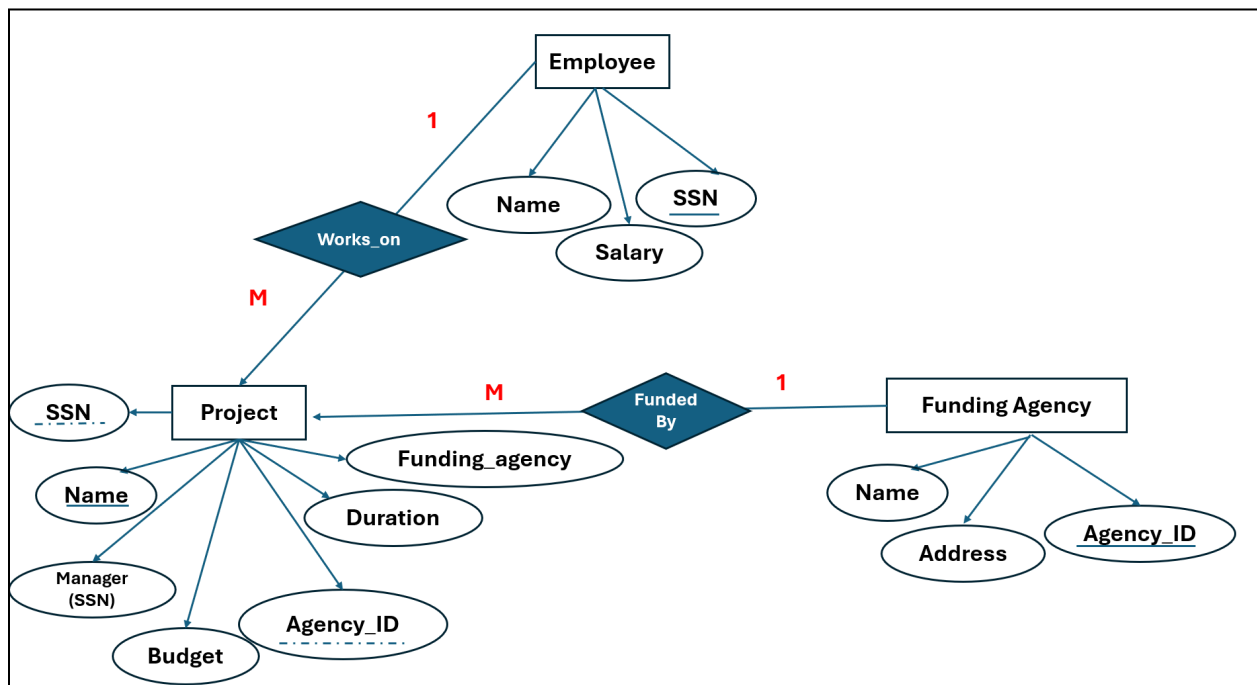 Employee
1
Name
SSN
Salary
Works_on
M
SSN
Project
M
Funded
By
1
Funding Agency
Name
Funding_agency
Duration
Manager
(SSN)
Budget
Agency_ID
Name
Address
Agency_ID